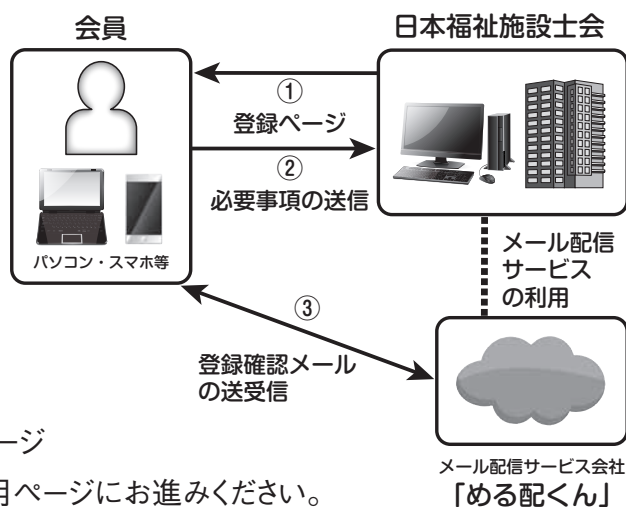 会員
日本福祉施設士会
①
登録ページ
②
必要事項の送信
パソコン・スマホ等
メール配信
サービス
の利用
③
登録確認メール
の送受信
ージ
ページにお進みください。
メール配信サービス会社
「める配くん」